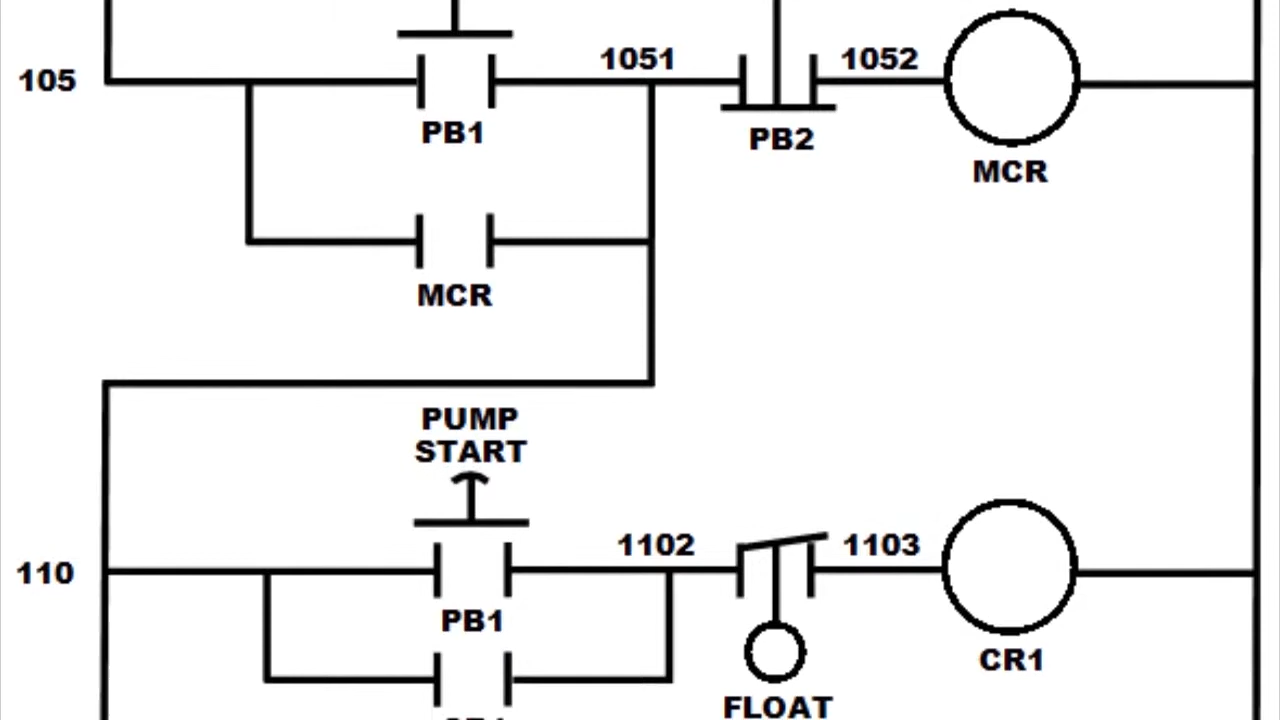 105
1051
1052
PB1
PB2
MCR
MCR
PUMP
START
110
1102
1103
PB1
CR1
FLOAT